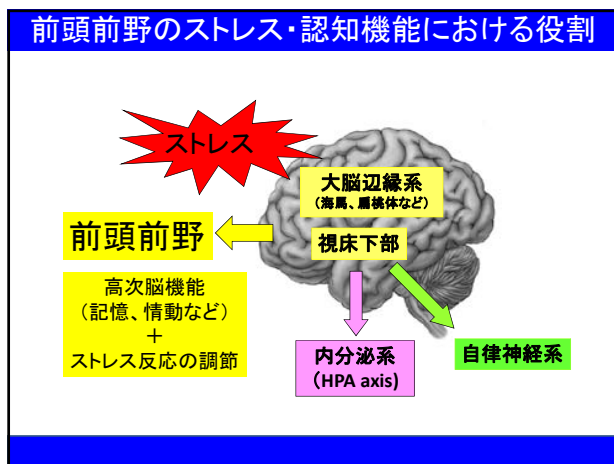 前頭前野のストレス・認知機能における役割
ストレス
大脳辺縁系
（海馬、扁桃体など）
視床下部
前頭前野
高次脳機能
（記憶、情動など）
＋
ストレス反応の調節
内分泌系
（HPA axis)
自律神経系